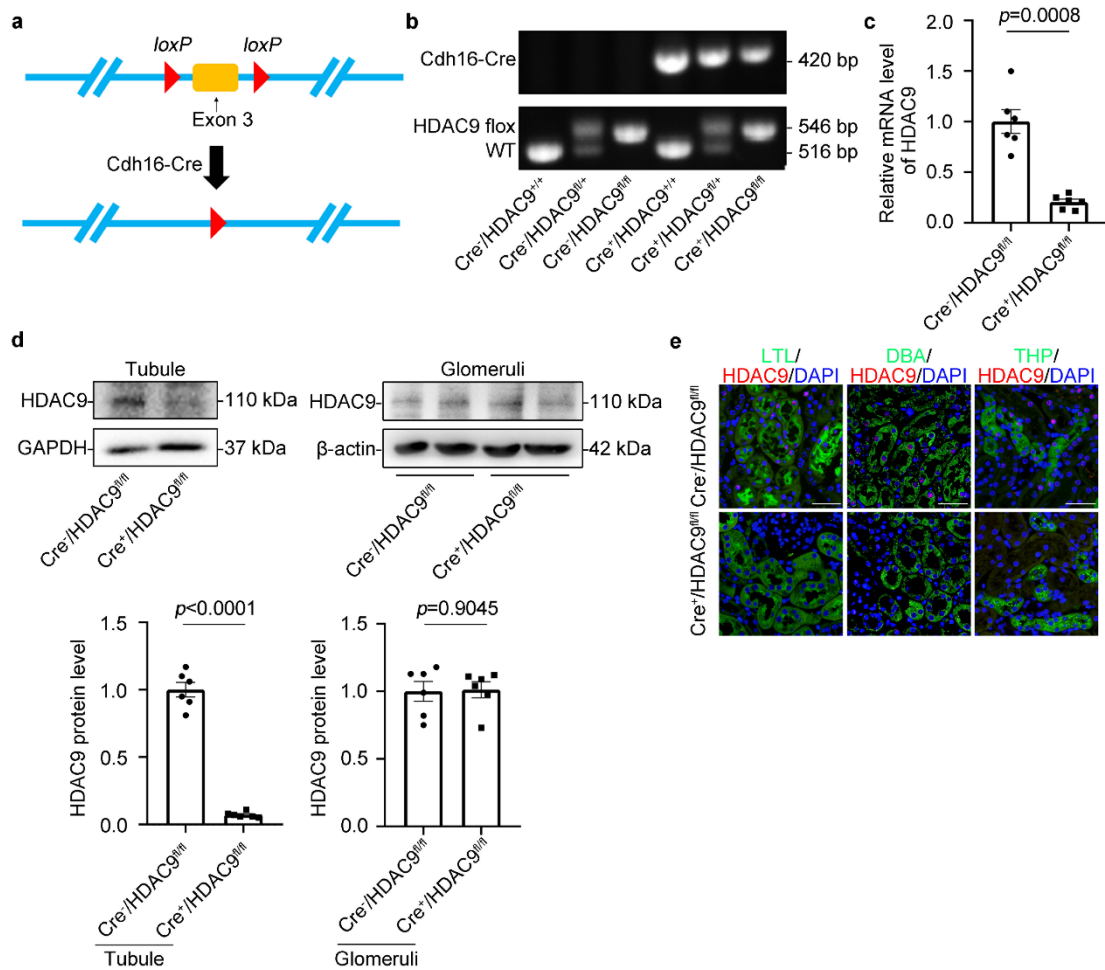 a
loxP loxP
Exon 3
Cdh16-Cre
b
Cdh16-Cre
420 bp
HDAC9 flox
546 bp
WT
516 bp
Cre⁻/HDAC9⁺/⁺
Cre⁻/HDAC9ᶠˡ/⁺
Cre⁻/HDAC9ᶠˡ/ᶠˡ
Cre⁺/HDAC9⁺/⁺
Cre⁺/HDAC9ᶠˡ/⁺
Cre⁺/HDAC9ᶠˡ/ᶠˡ
c
p=0.0008
Relative mRNA level
of HDAC9
2.0
1.5
1.0
0.5
0.0
Cre⁻/HDAC9ᶠˡ/ᶠˡ
Cre⁺/HDAC9ᶠˡ/ᶠˡ
d
Tubule
HDAC9
110 kDa
GAPDH
37 kDa
Cre⁻/HDAC9ᶠˡ/ᶠˡ
Cre⁺/HDAC9ᶠˡ/ᶠˡ
Glomeruli
HDAC9
110 kDa
β-actin
42 kDa
Cre⁻/HDAC9ᶠˡ/ᶠˡ
Cre⁺/HDAC9ᶠˡ/ᶠˡ
p<0.0001
HDAC9 protein level
1.5
1.0
0.5
0.0
Cre⁻/HDAC9ᶠˡ/ᶠˡ
Cre⁺/HDAC9ᶠˡ/ᶠˡ
Tubule
p=0.9045
HDAC9 protein level
1.5
1.0
0.5
0.0
Cre⁻/HDAC9ᶠˡ/ᶠˡ
Cre⁺/HDAC9ᶠˡ/ᶠˡ
Glomeruli
e
LTL/
HDAC9/DAPI
DBA/
HDAC9/DAPI
THP/
HDAC9/DAPI
Cre⁻/HDAC9ᶠˡ/ᶠˡ
Cre⁺/HDAC9ᶠˡ/ᶠˡ